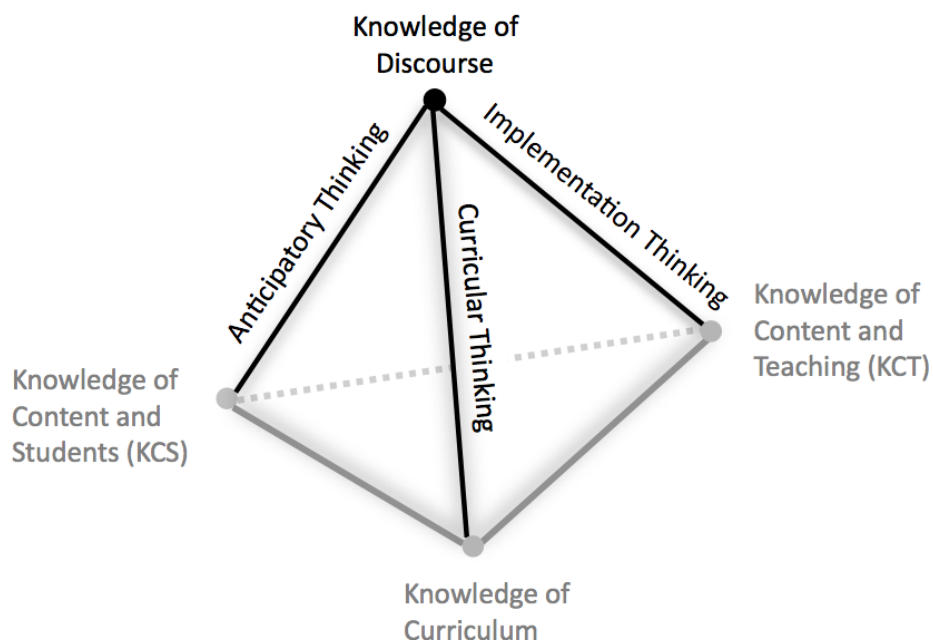 Knowledge of
Discourse
Anticipatory Thinking
Curricular Thinking
Implementation Thinking
Knowledge of
Content and
Teaching (KCT)
Knowledge of
Content and
Students (KCS)
Knowledge of
Curriculum